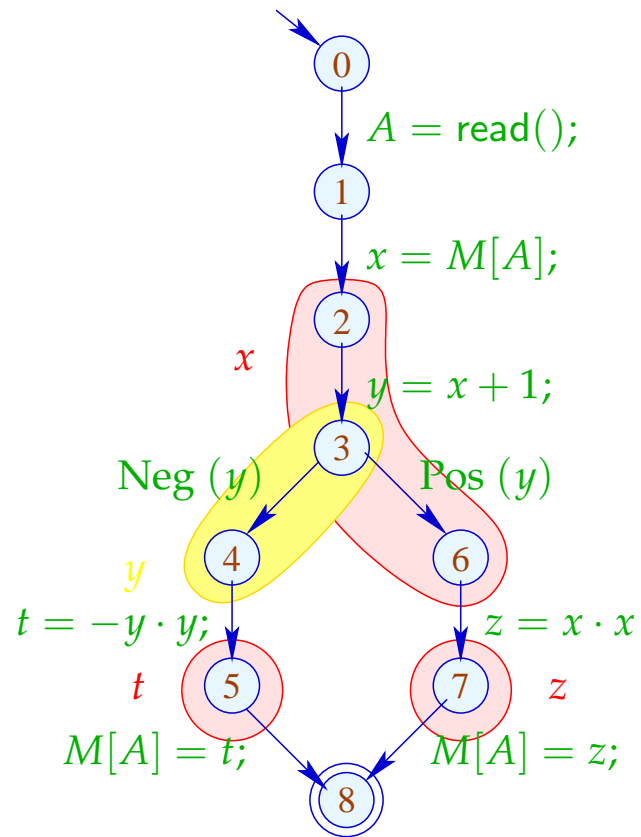 0
A = read();
1
x = M[A];
2
x
y = x + 1;
3
Neg (y) Pos (y)
4 6
y
t = −y · y; z = x · x
t 5 7 z
M[A] = t; M[A] = z;
8